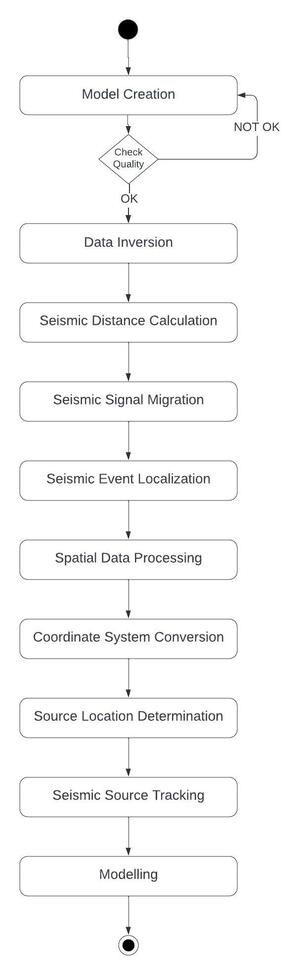 Model Creation
NOT OK
Check
Quality
OK
Data Inversion
Seismic Distance Calculation
Seismic Signal Migration
Seismic Event Localization
Spatial Data Processing
Coordinate System Conversion
Source Location Determination
Seismic Source Tracking
Modelling